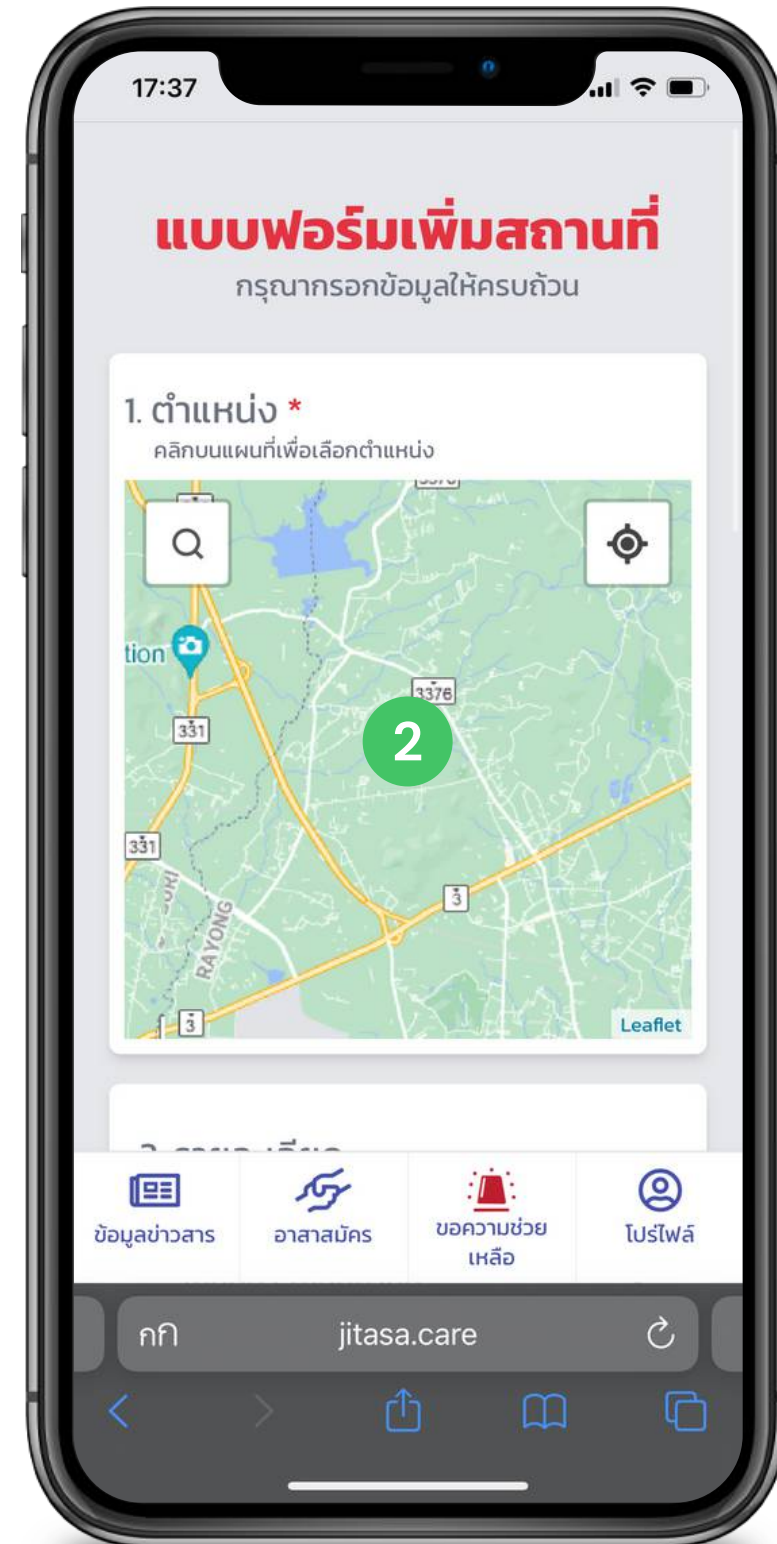 17:37
แบบฟอร์มเพิ่มสถานที่
กรุณากรอกข้อมูลให้ครบถ้วน
1. ตำแหน่ง *
คลิกบนแผนที่เพื่อเลือกตำแหน่ง
3376
tion
3376
331
2
331
3
RAYONG
3
Leaflet
ข้อมูลข่าวสาร
อาสาสมัคร
ขอความช่วย
เหลือ
โปรไฟล์
กก
jitasa.care